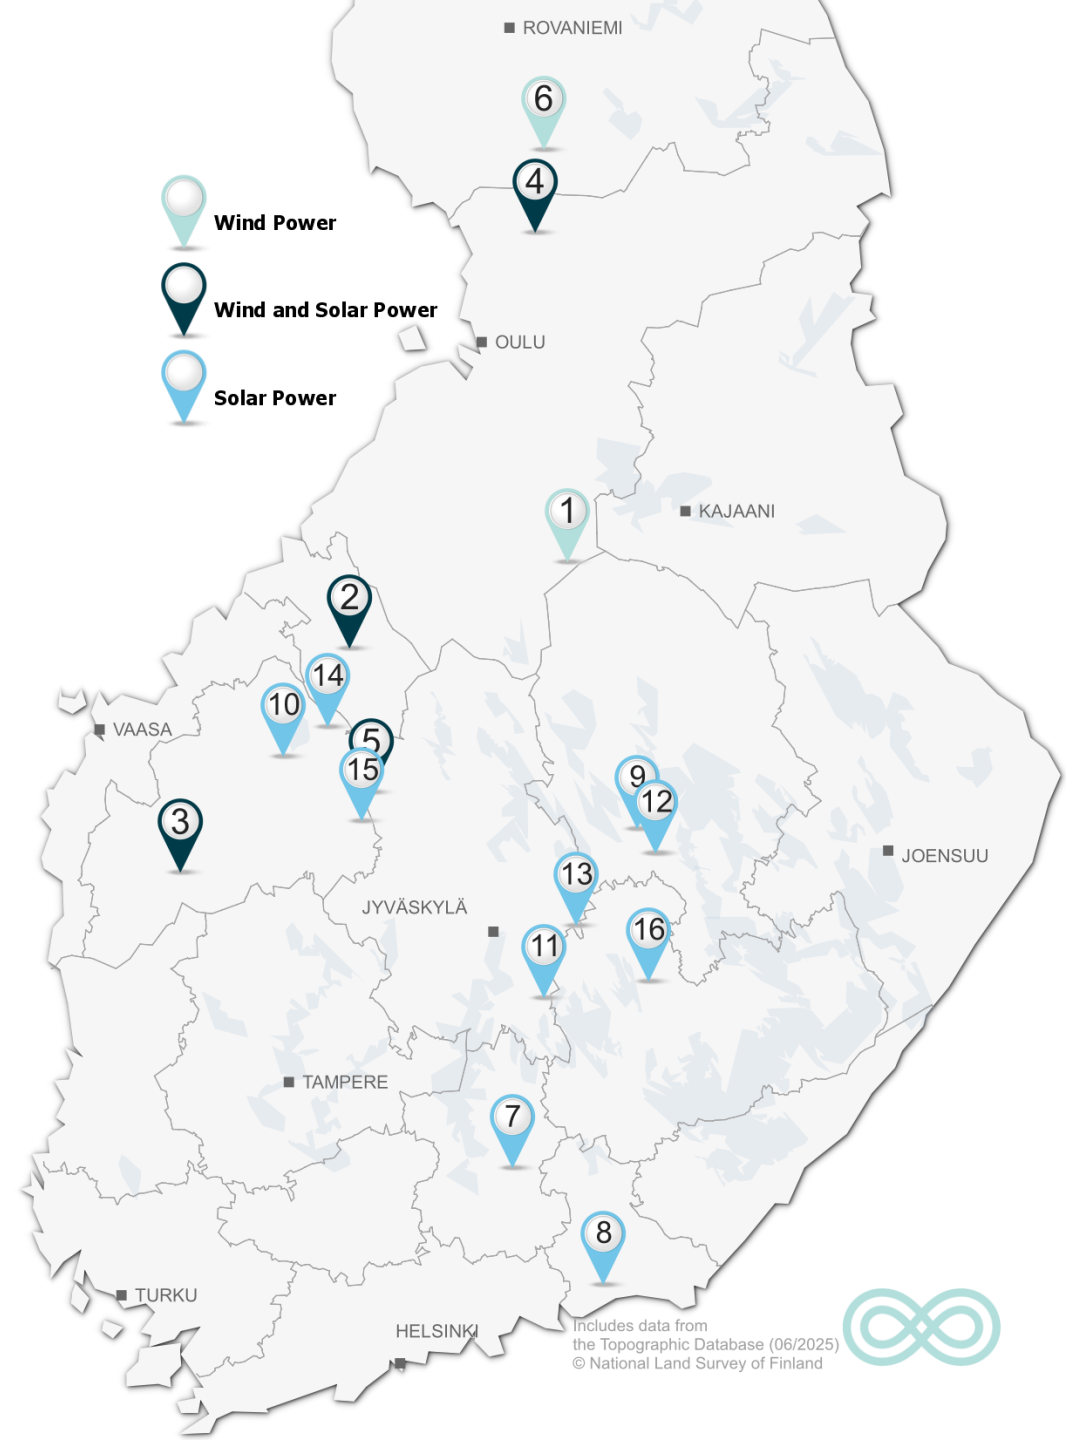 ROVANIEMI
6
4
Wind Power
Wind and Solar Power
OULU
Solar Power
1
KAJAANI
2
14
10
VAASA
5
15
9
12
3
JOENSUU
13
JYVÄSKYLÄ
16
11
TAMPERE
7
8
TURKU
HELSINKI
Includes data from
the Topographic Database (06/2025)
© National Land Survey of Finland